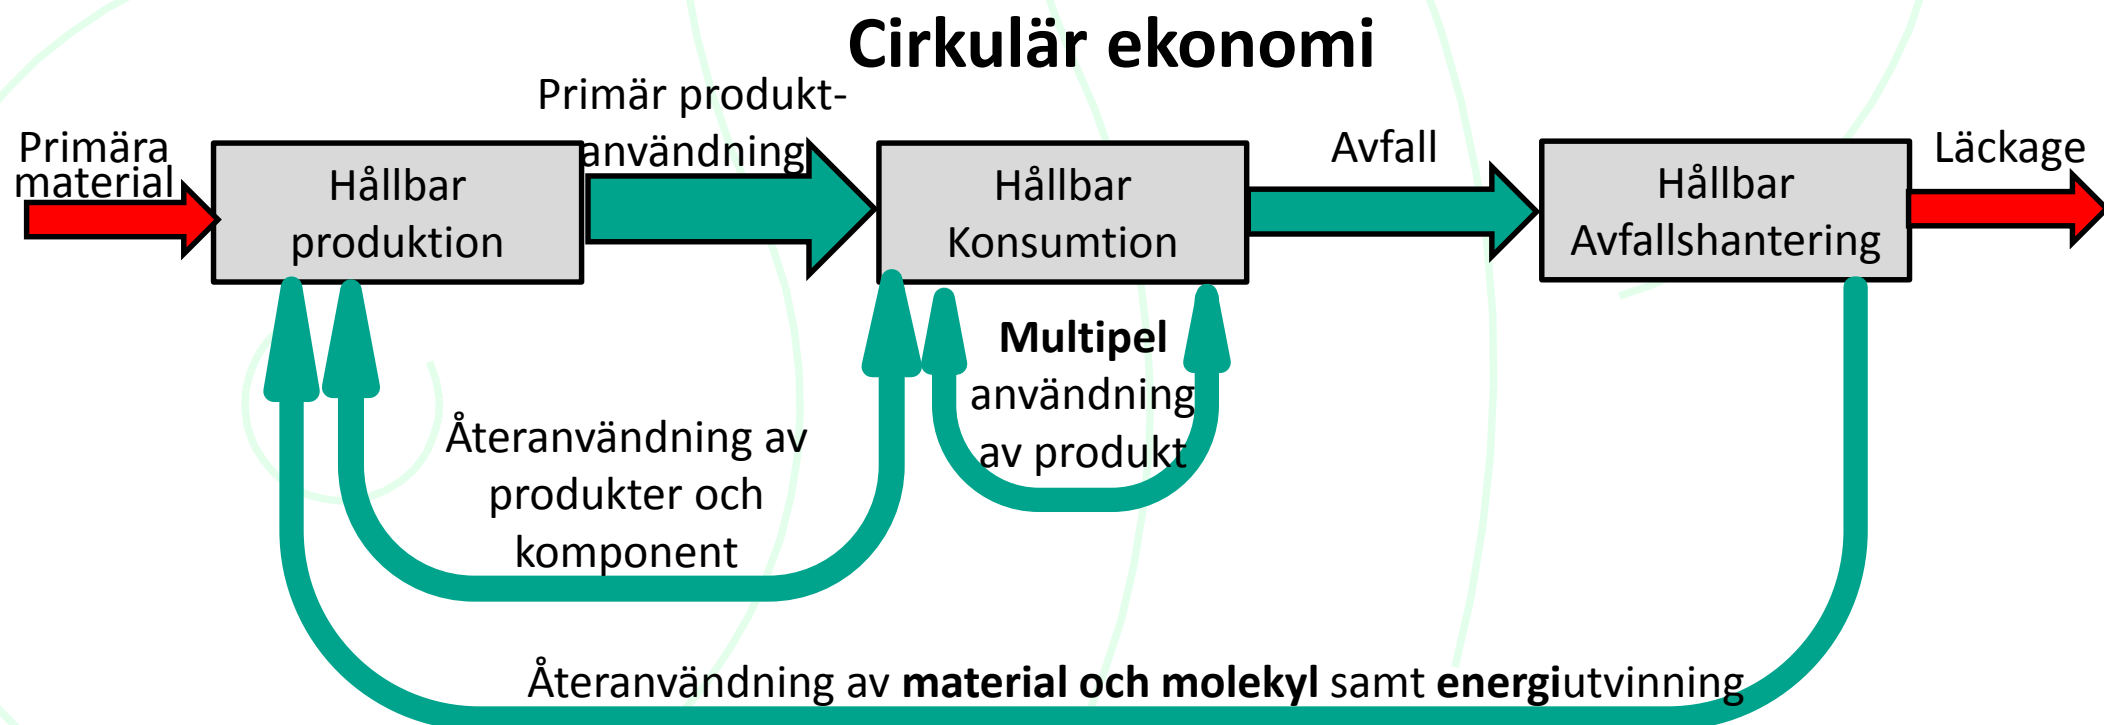 Cirkulär ekonomi
Primära
material
Hållbar
produktion
Primär produkt-
användning
Hållbar
Konsumtion
Avfall
Hållbar
Avfallshantering
Läckage
Multipel
användning
av produkt
Återanvändning av
produkter och
komponent
Återanvändning av material och molekyl samt energiutvinning